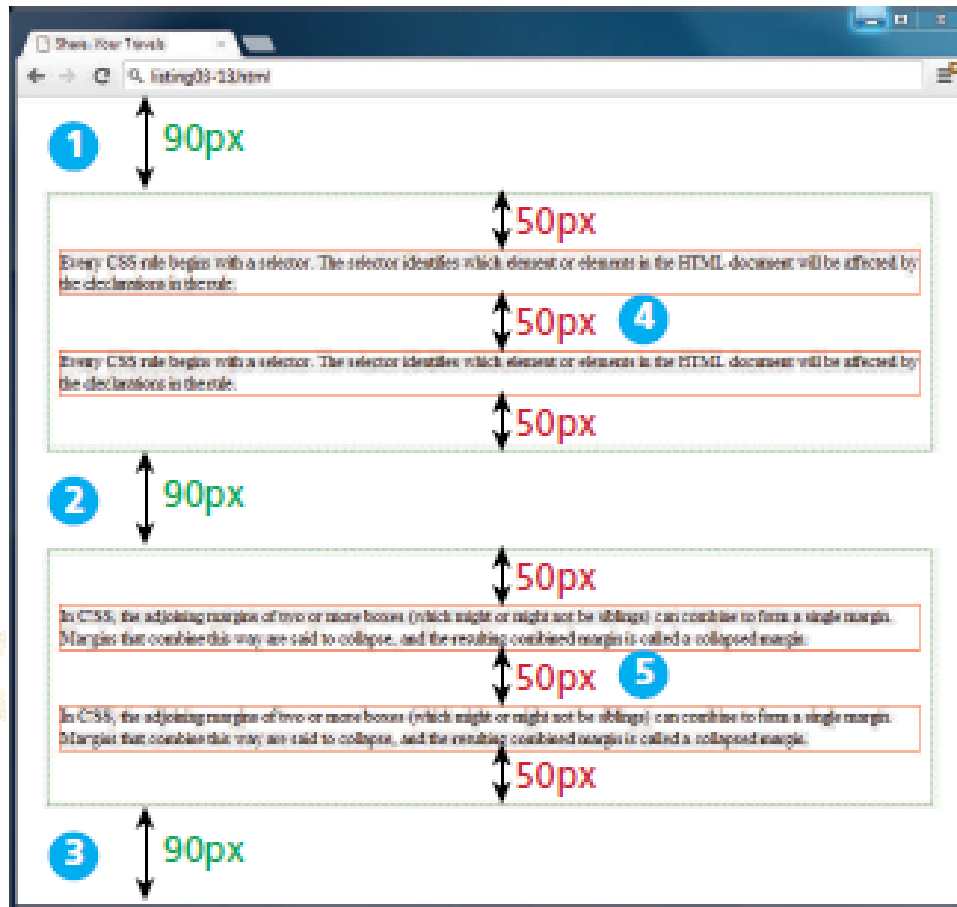 Share Your Travels
listing03-13.html
1 90px
50px
Every CSS rule begins with a selector. The selector identifies which element or elements in the HTML document will be affected by
the declarations in the rule.
50px 4
Every CSS rule begins with a selector. The selector identifies which element or elements in the HTML document will be affected by
the declarations in the rule.
50px
2 90px
50px
In CSS, the adjoining margins of two or more boxes (which might or might not be siblings) can combine to form a single margin.
Margins that combine this way are said to collapse, and the resulting combined margin is called a collapsed margin.
50px 5
In CSS, the adjoining margins of two or more boxes (which might or might not be siblings) can combine to form a single margin.
Margins that combine this way are said to collapse, and the resulting combined margin is called a collapsed margin.
50px
3 90px